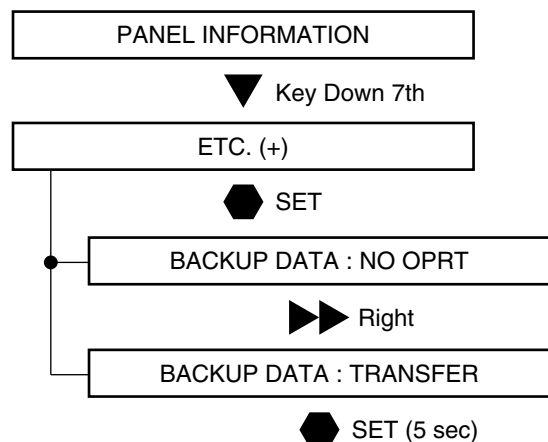 PANEL INFORMATION
Key Down 7th
ETC. (+)
SET
BACKUP DATA : NO OPRT
Right
BACKUP DATA : TRANSFER
SET (5 sec)